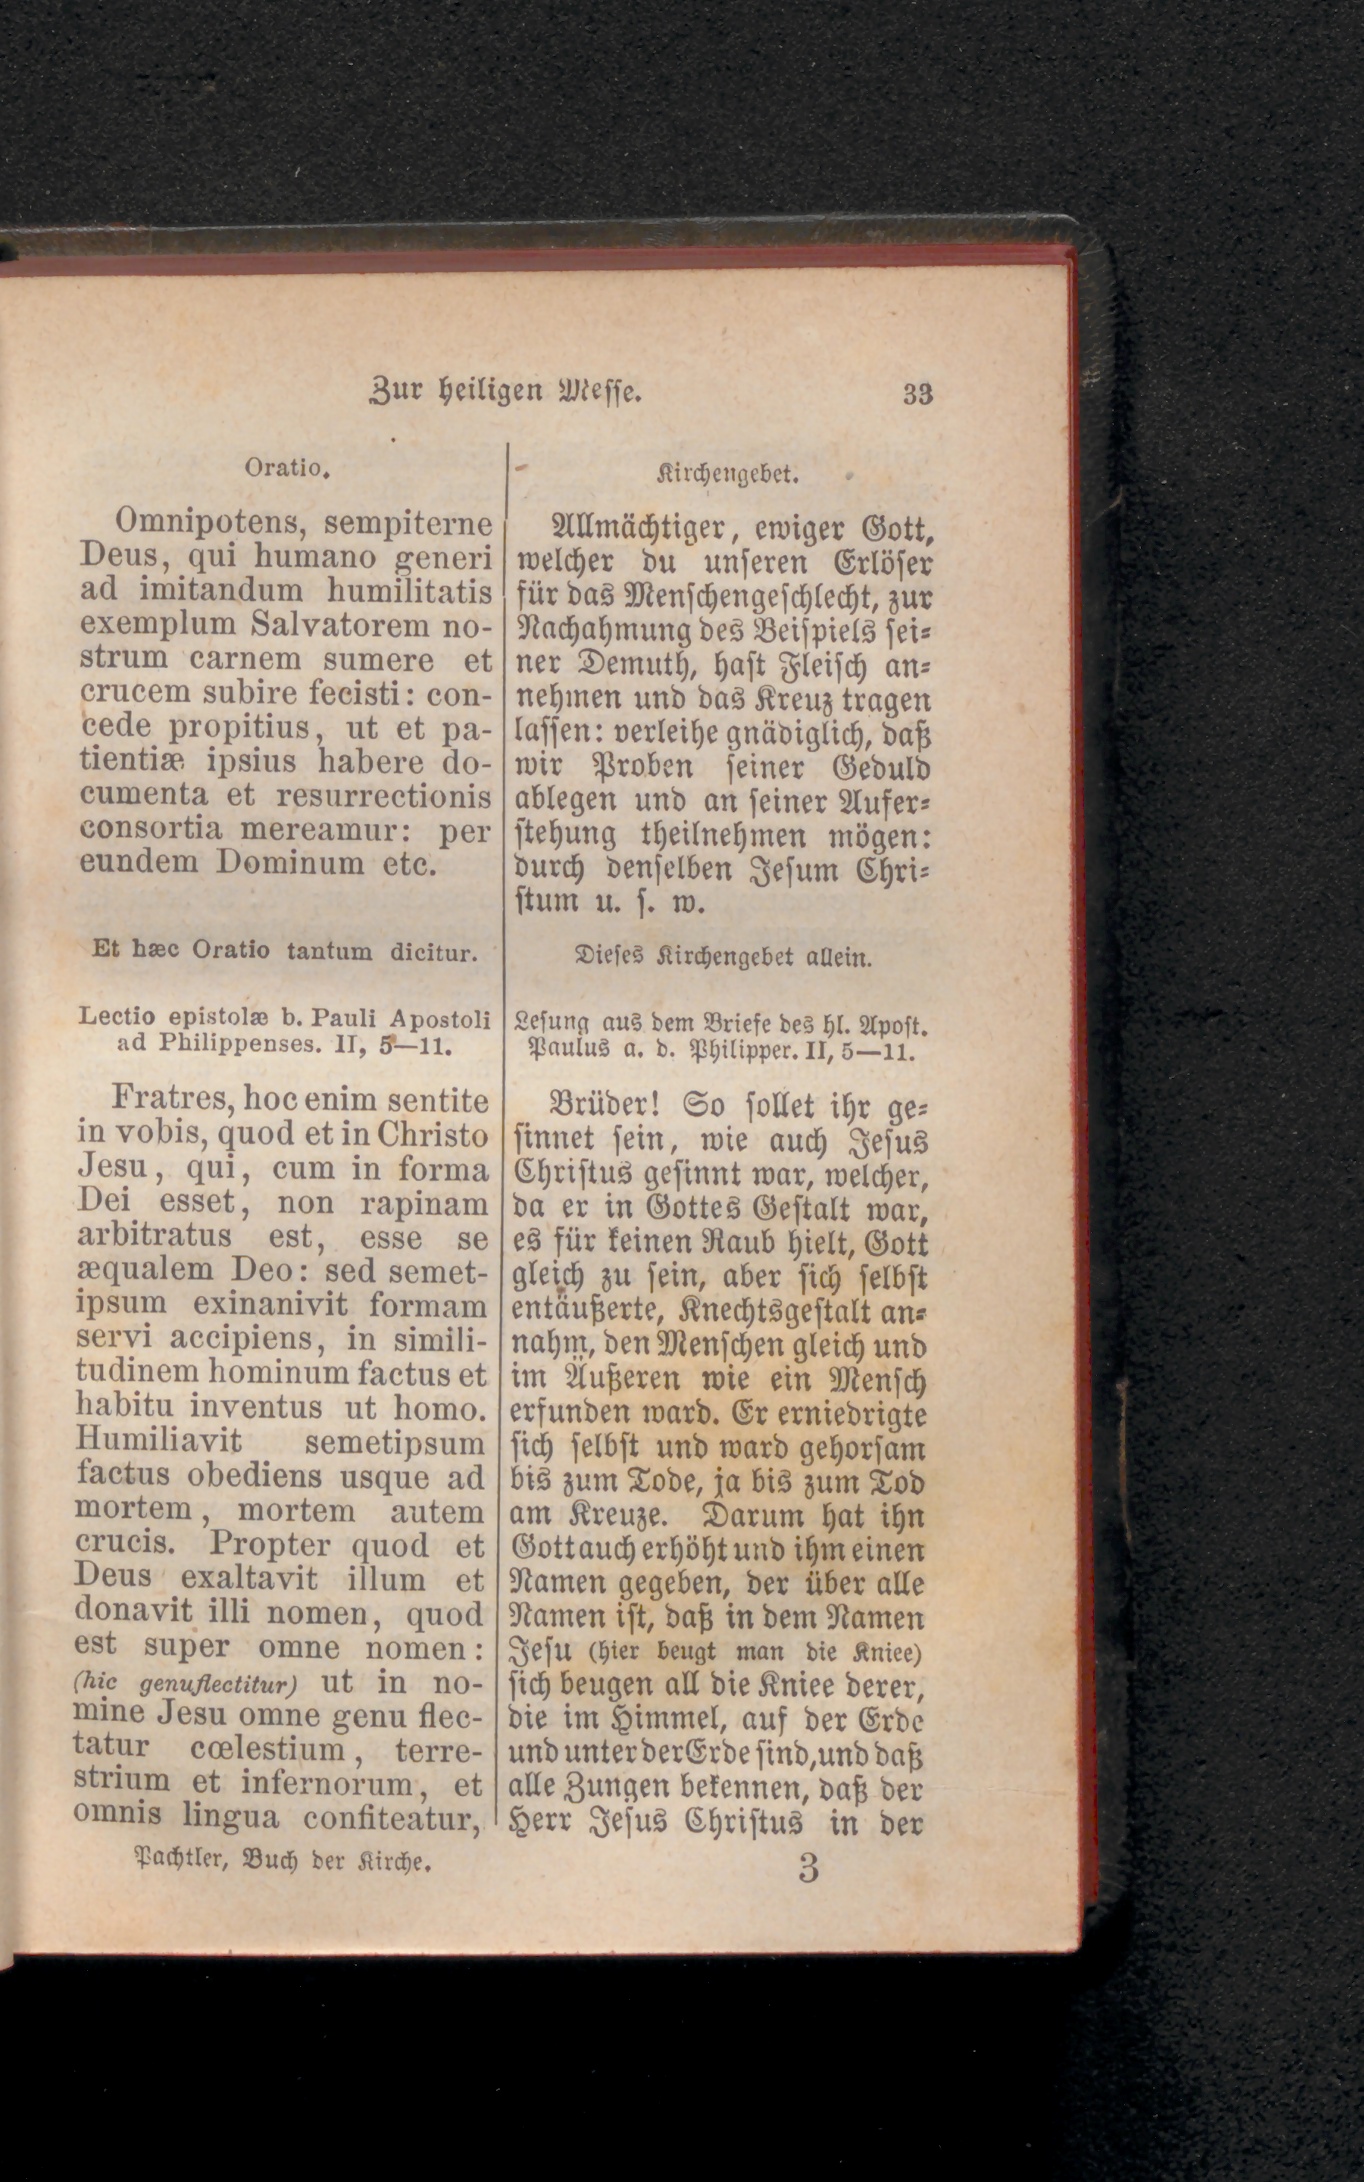 Zur heiligen Messe. 33
Oratio.
Omnipotens, sempiterne
Deus, qui humano generi
ad imitandum humilitatis
exemplum Salvatorem no-
strum carnem sumere et
crucem subire fecisti: con-
cede propitius, ut et pa-
tientiæ ipsius habere do-
cumenta et resurrectionis
consortia mereamur: per
eundem Dominum etc.
Et hæc Oratio tantum dicitur.
Lectio epistolæ b. Pauli Apostoli
ad Philippenses. II, 5—11.
Fratres, hoc enim sentite
in vobis, quod et in Christo
Jesu, qui, cum in forma
Dei esset, non rapinam
arbitratus est, esse se
æqualem Deo: sed semet-
ipsum exinanivit formam
servi accipiens, in simili-
tudinem hominum factus et
habitu inventus ut homo.
Humiliavit semetipsum
factus obediens usque ad
mortem, mortem autem
crucis. Propter quod et
Deus exaltavit illum et
donavit illi nomen, quod
est super omne nomen:
(hic genuflectitur) ut in no-
mine Jesu omne genu flec-
tatur cœlestium, terre-
strium et infernorum, et
omnis lingua confiteatur,
Kirchengebet.
Allmächtiger, ewiger Gott,
welcher du unseren Erlöser
für das Menschengeschlecht, zur
Nachahmung des Beispiels sei-
ner Demuth, hast Fleisch an-
nehmen und das Kreuz tragen
lassen: verleihe gnädiglich, daß
wir Proben seiner Geduld
ablegen und an seiner Aufer-
stehung theilnehmen mögen:
durch denselben Jesum Chri-
stum u. s. w.
Dieses Kirchengebet allein.
Lesung aus dem Briefe des hl. Apost.
Paulus a. d. Philipper. II, 5—11.
Brüder! So sollet ihr ge-
sinnet sein, wie auch Jesus
Christus gesinnt war, welcher,
da er in Gottes Gestalt war,
es für keinen Raub hielt, Gott
gleich zu sein, aber sich selbst
entäußerte, Knechtsgestalt an-
nahm, den Menschen gleich und
im Äußeren wie ein Mensch
erfunden ward. Er erniedrigte
sich selbst und ward gehorsam
bis zum Tode, ja bis zum Tod
am Kreuze. Darum hat ihn
Gott auch erhöht und ihm einen
Namen gegeben, der über alle
Namen ist, daß in dem Namen
Jesu (hier beugt man die Kniee)
sich beugen all die Kniee derer,
die im Himmel, auf der Erde
und unter der Erde sind, und daß
alle Zungen bekennen, daß der
Herr Jesus Christus in der
Pachtler, Buch der Kirche. 3